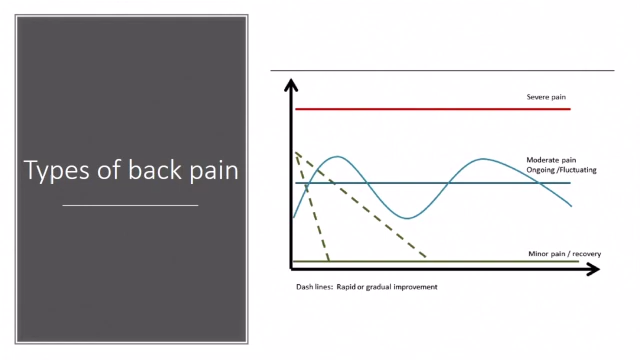 Types of back pain
Severe pain
Moderate pain
Ongoing /Fluctuating
Minor pain / recovery
Dash lines:  Rapid or gradual improvement